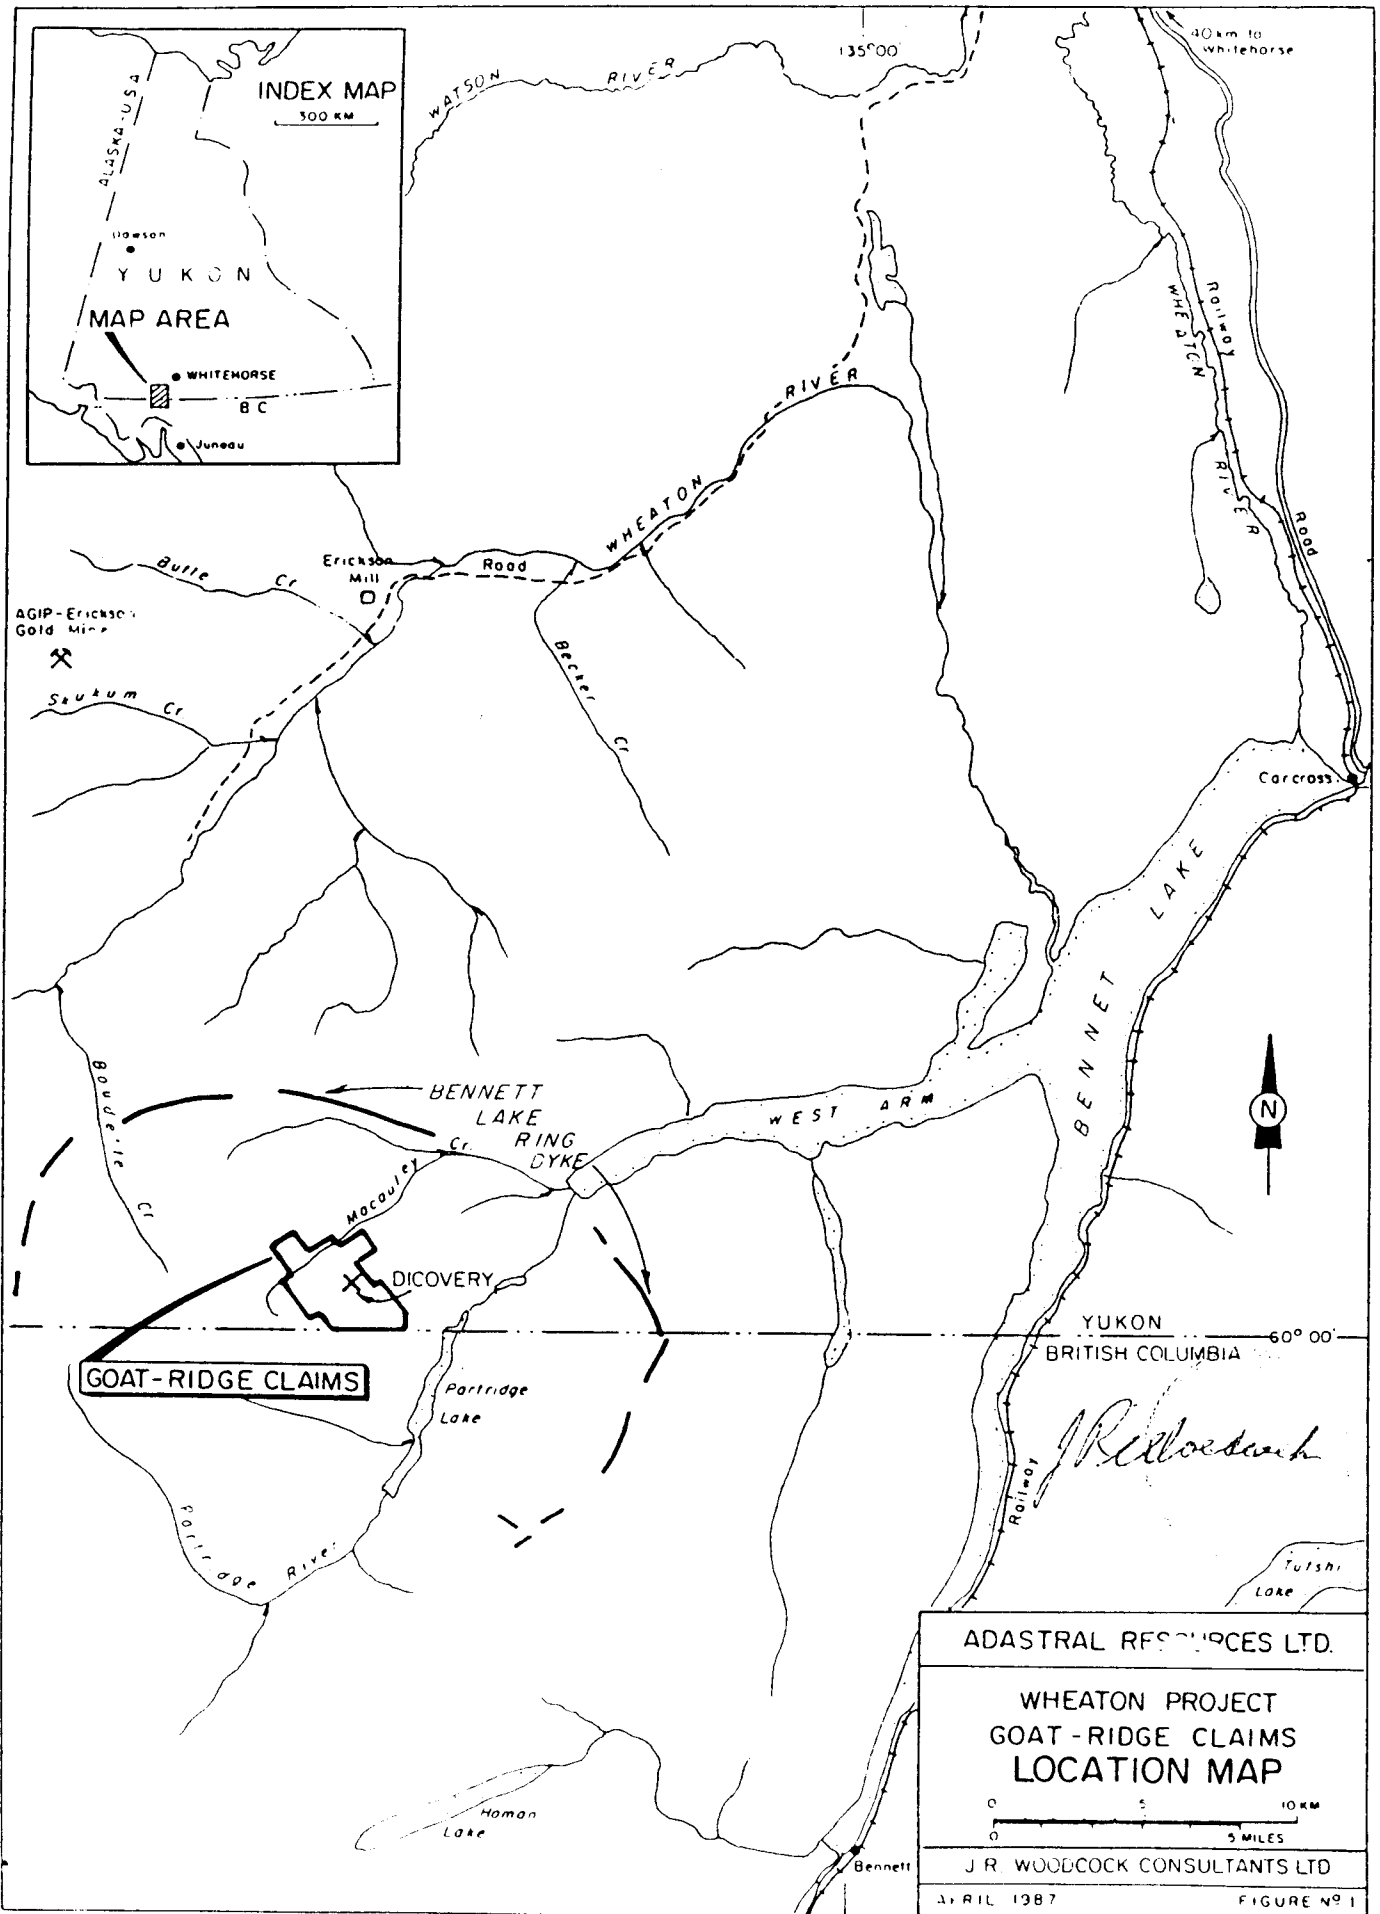 INDEX MAP
300 KM
ALASKA-USA
Dawson
YUKON
MAP AREA
WHITEHORSE
B C
Juneau
WATSON RIVER
135°00'
40 km to
Whitehorse
Railway
WHEATON
RIVER
Road
WHEATON RIVER
Erickson
Mill
Road
Butte Cr
AGIP-Erickson
Gold Mine
Skukum Cr.
Becker Cr
Carcross
BENNET LAKE
WEST ARM
BENNETT
LAKE
RING
DYKE
Cr.
Macauley
Cr
DICOVERY
N
YUKON
60°00'
BRITISH COLUMBIA
GOAT-RIDGE CLAIMS
Partridge
Lake
Partridge River
Railway
Tutshi
Lake
Homan
Lake
Bennett
ADASTRAL RESOURCES LTD.
WHEATON PROJECT
GOAT-RIDGE CLAIMS
LOCATION MAP
0 5 10 KM
0 5 MILES
J.R. WOODCOCK CONSULTANTS LTD
APRIL 1987 FIGURE Nº 1